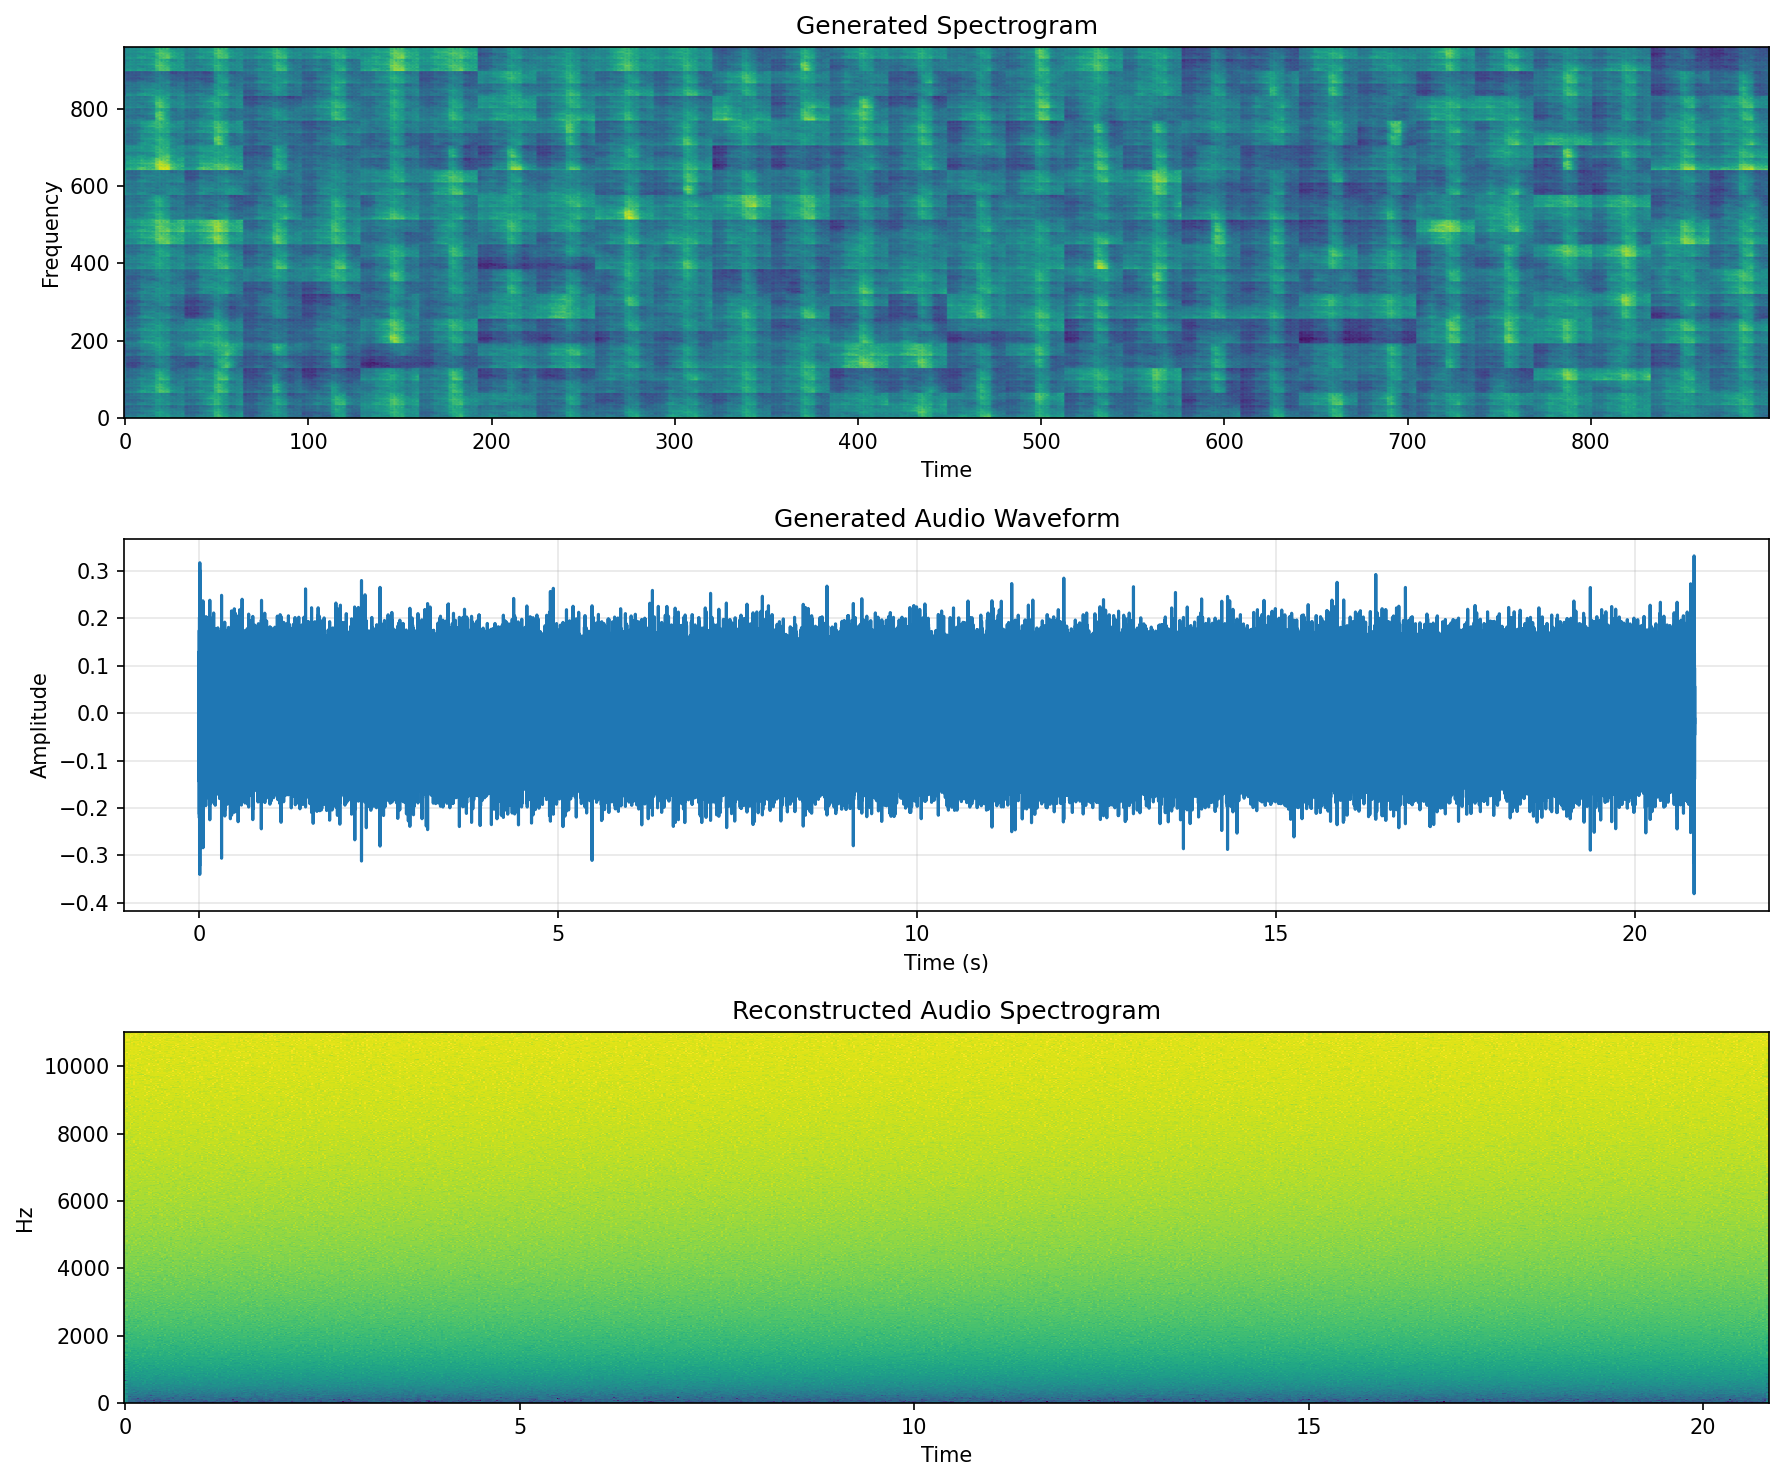 Generated Spectrogram
Frequency
800
600
400
200
0
0 100 200 300 400 500 600 700 800
Time
Generated Audio Waveform
Amplitude
0.3
0.2
0.1
0.0
−0.1
−0.2
−0.3
−0.4
0 5 10 15 20
Time (s)
Reconstructed Audio Spectrogram
Hz
10000
8000
6000
4000
2000
0
0 5 10 15 20
Time